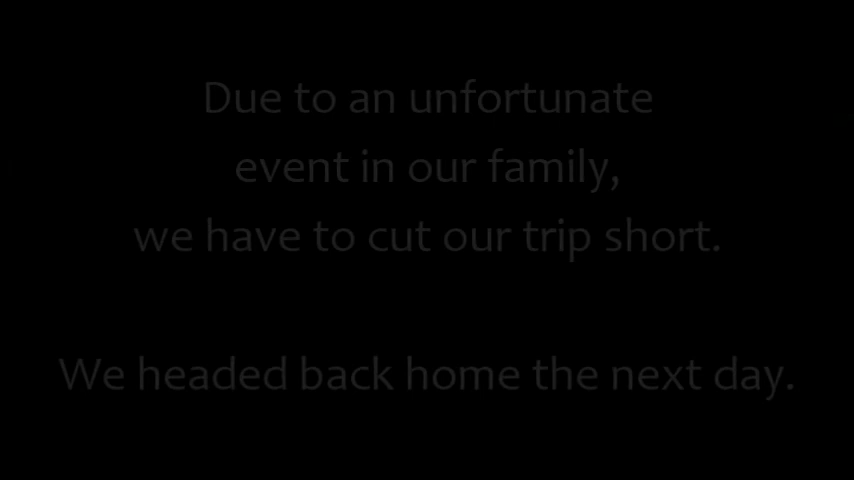 Due to an unfortunate
event in our family,
we have to cut our trip short.
We headed back home the next day.